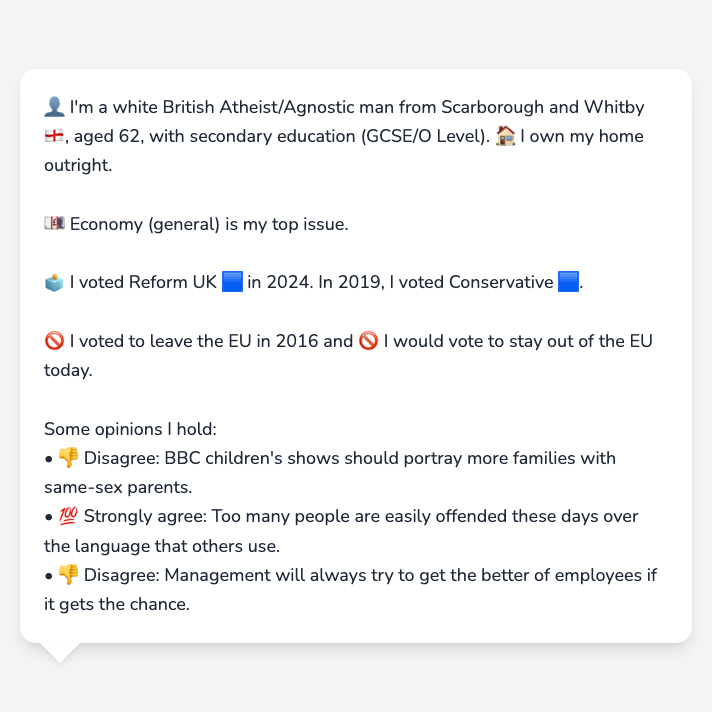 👤 I'm a white British Atheist/Agnostic man from Scarborough and Whitby
🏴󠁧󠁢󠁥󠁮󠁧󠁿, aged 62, with secondary education (GCSE/O Level). 🏠 I own my home
outright.
💷 Economy (general) is my top issue.
🗳️ I voted Reform UK 🟦 in 2024. In 2019, I voted Conservative 🟦.
🚫 I voted to leave the EU in 2016 and 🚫 I would vote to stay out of the EU
today.
Some opinions I hold:
• 👎 Disagree: BBC children's shows should portray more families with
same-sex parents.
• 💯 Strongly agree: Too many people are easily offended these days over
the language that others use.
• 👎 Disagree: Management will always try to get the better of employees if
it gets the chance.